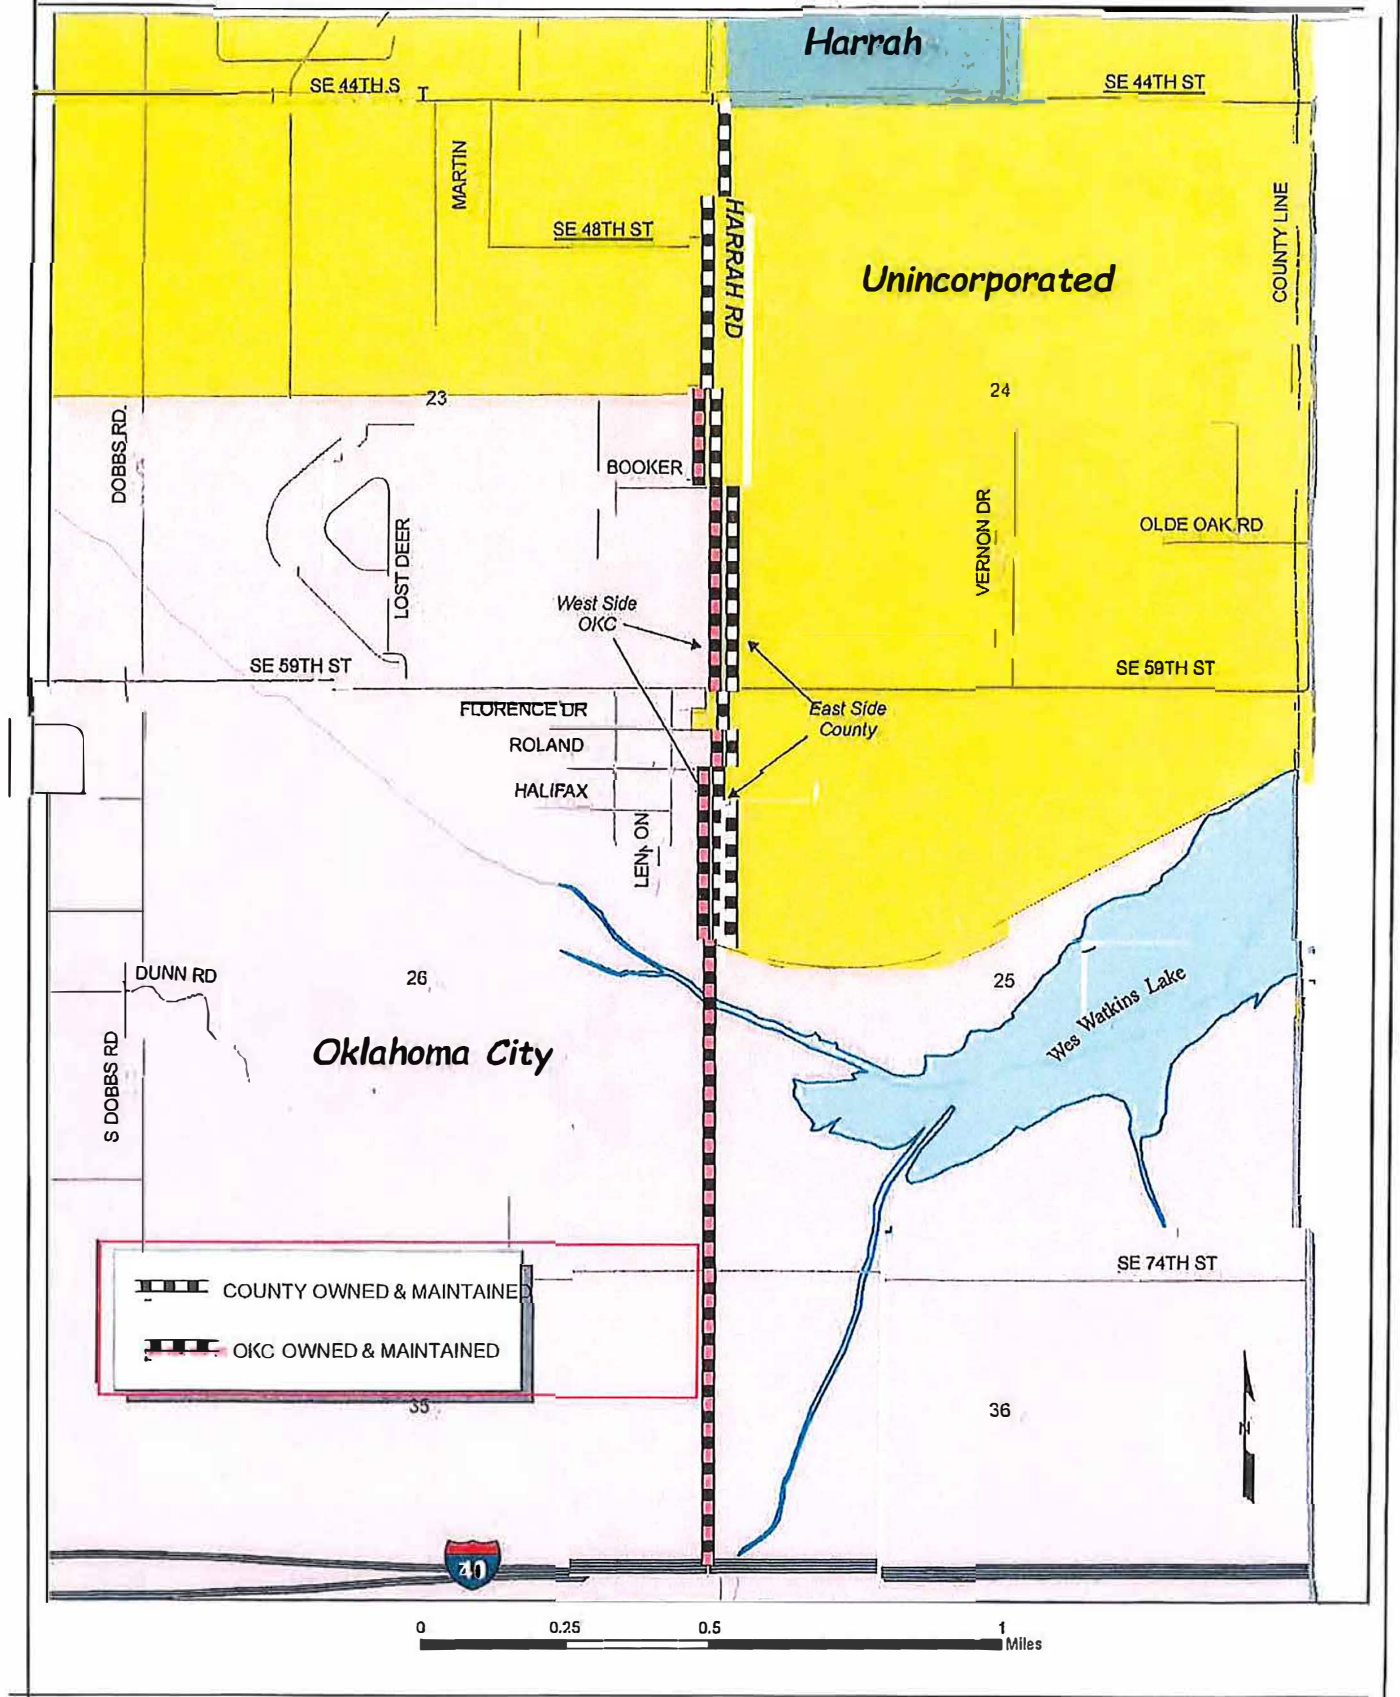 Harrah
SE 44TH S T
SE 44TH ST
MARTIN
SE 48TH ST
HARRAH RD
COUNTY LINE
Unincorporated
23
24
DOBBS RD
BOOKER
LOST DEER
VERNON DR
OLDE OAK RD
West Side
OKC
SE 59TH ST
SE 59TH ST
FLORENCE DR
East Side
County
ROLAND
HALIFAX
DUNN RD
26
25
Wes Watkins Lake
S DOBBS RD
Oklahoma City
SE 74TH ST
COUNTY OWNED & MAINTAINED
OKC OWNED & MAINTAINED
35
36
N
40
0 0.25 0.5 1
Miles